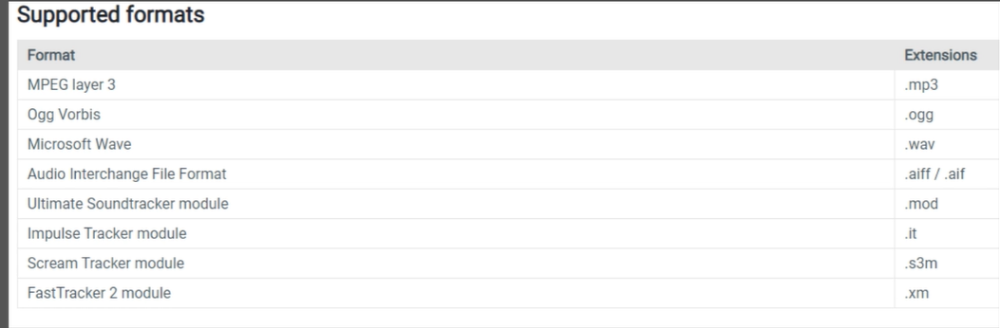 Supported formats
Format Extensions
MPEG layer 3 .mp3
Ogg Vorbis .ogg
Microsoft Wave .wav
Audio Interchange File Format .aiff / .aif
Ultimate Soundtracker module .mod
Impulse Tracker module .it
Scream Tracker module .s3m
FastTracker 2 module .xm